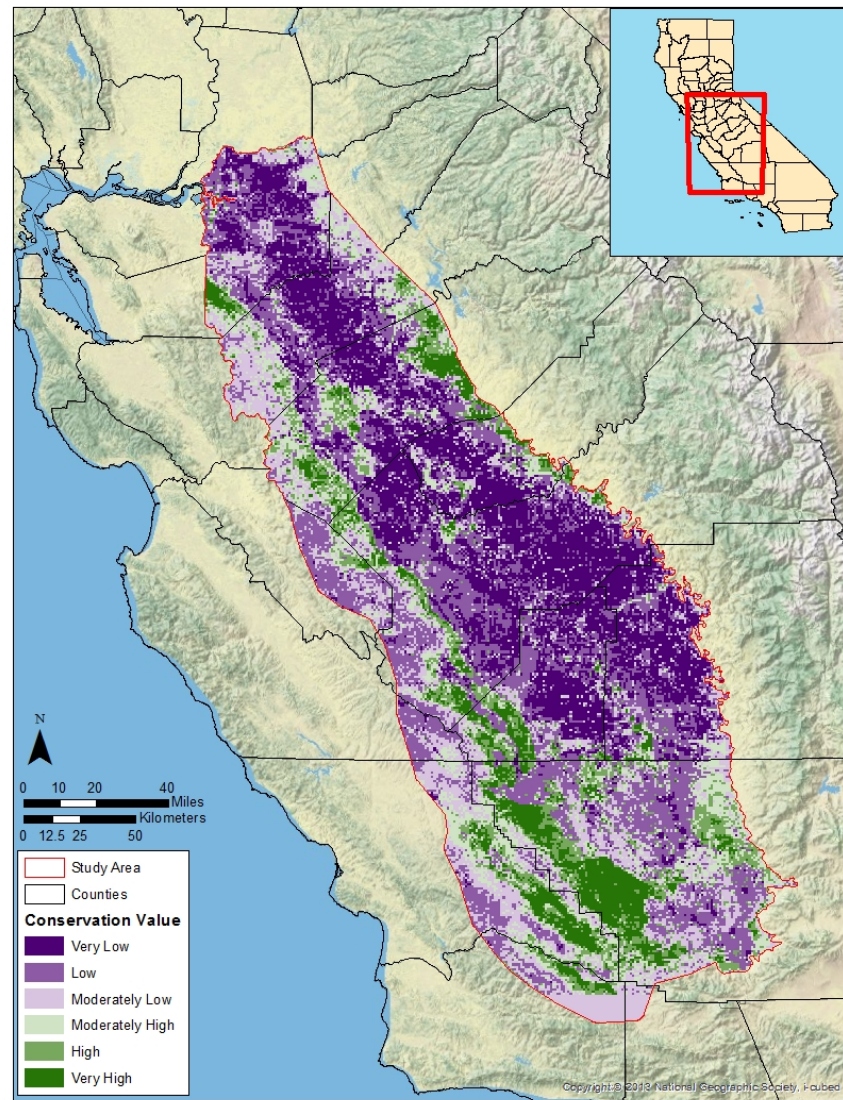 N
0 10 20 40
Miles
Kilometers
0 12.5 25 50
Study Area
Counties
Conservation Value
Very Low
Low
Moderately Low
Moderately High
High
Very High
Copyright:© 2013 National Geographic Society, i-cubed